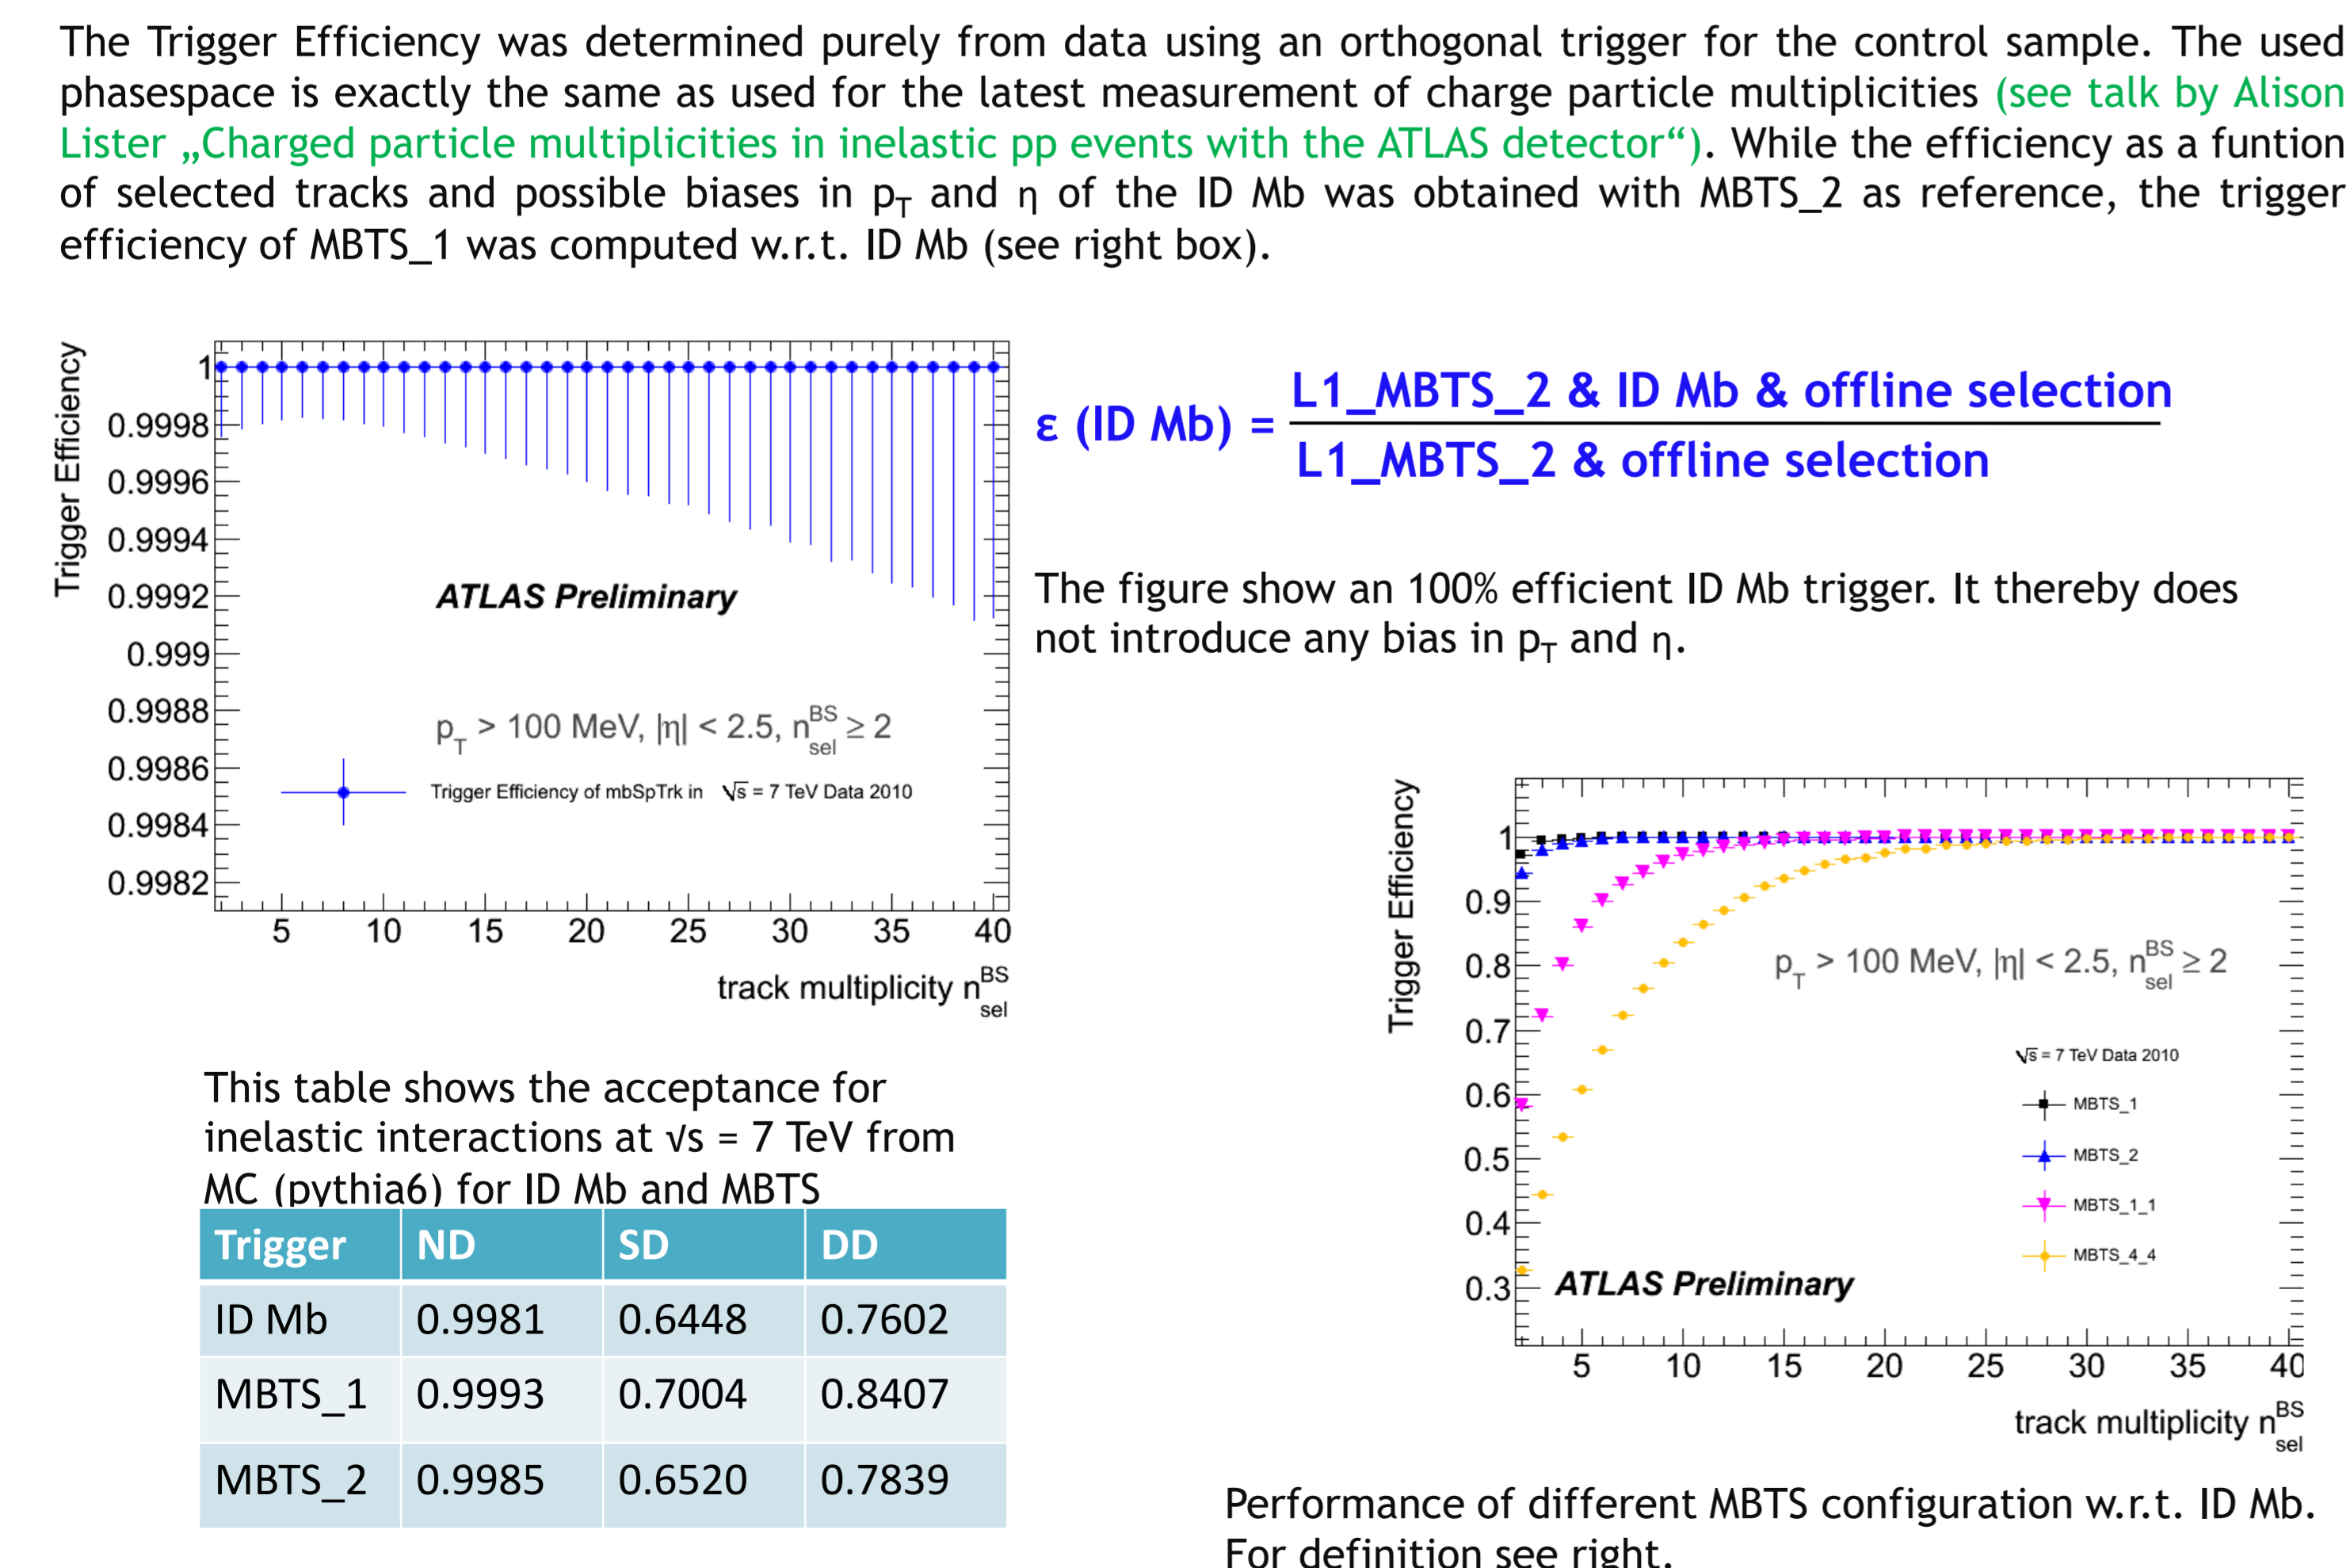 The Trigger Efficiency was determined purely from data using an orthogonal trigger for the control sample. The used
phasespace is exactly the same as used for the latest measurement of charge particle multiplicities (see talk by Alison
Lister „Charged particle multiplicities in inelastic pp events with the ATLAS detector“). While the efficiency as a funtion
of selected tracks and possible biases in pT and η of the ID Mb was obtained with MBTS_2 as reference, the trigger
efficiency of MBTS_1 was computed w.r.t. ID Mb (see right box).
Trigger Efficiency
1
0.9998
0.9996
0.9994
0.9992
0.999
0.9988
0.9986
0.9984
0.9982
ATLAS Preliminary
pT > 100 MeV, |η| < 2.5, n BS sel ≥ 2
Trigger Efficiency of mbSpTrk in √s = 7 TeV Data 2010
5 10 15 20 25 30 35 40
track multiplicity n BS sel
ε (ID Mb) =
L1_MBTS_2 & ID Mb & offline selection
L1_MBTS_2 & offline selection
The figure show an 100% efficient ID Mb trigger. It thereby does
not introduce any bias in pT and η.
This table shows the acceptance for
inelastic interactions at √s = 7 TeV from
MC (pythia6) for ID Mb and MBTS
Trigger ND SD DD
ID Mb 0.9981 0.6448 0.7602
MBTS_1 0.9993 0.7004 0.8407
MBTS_2 0.9985 0.6520 0.7839
Trigger Efficiency
1
0.9
0.8
0.7
0.6
0.5
0.4
0.3
pT > 100 MeV, |η| < 2.5, n BS sel ≥ 2
√s = 7 TeV Data 2010
MBTS_1
MBTS_2
MBTS_1_1
MBTS_4_4
ATLAS Preliminary
5 10 15 20 25 30 35 40
track multiplicity n BS sel
Performance of different MBTS configuration w.r.t. ID Mb.
For definition see right.